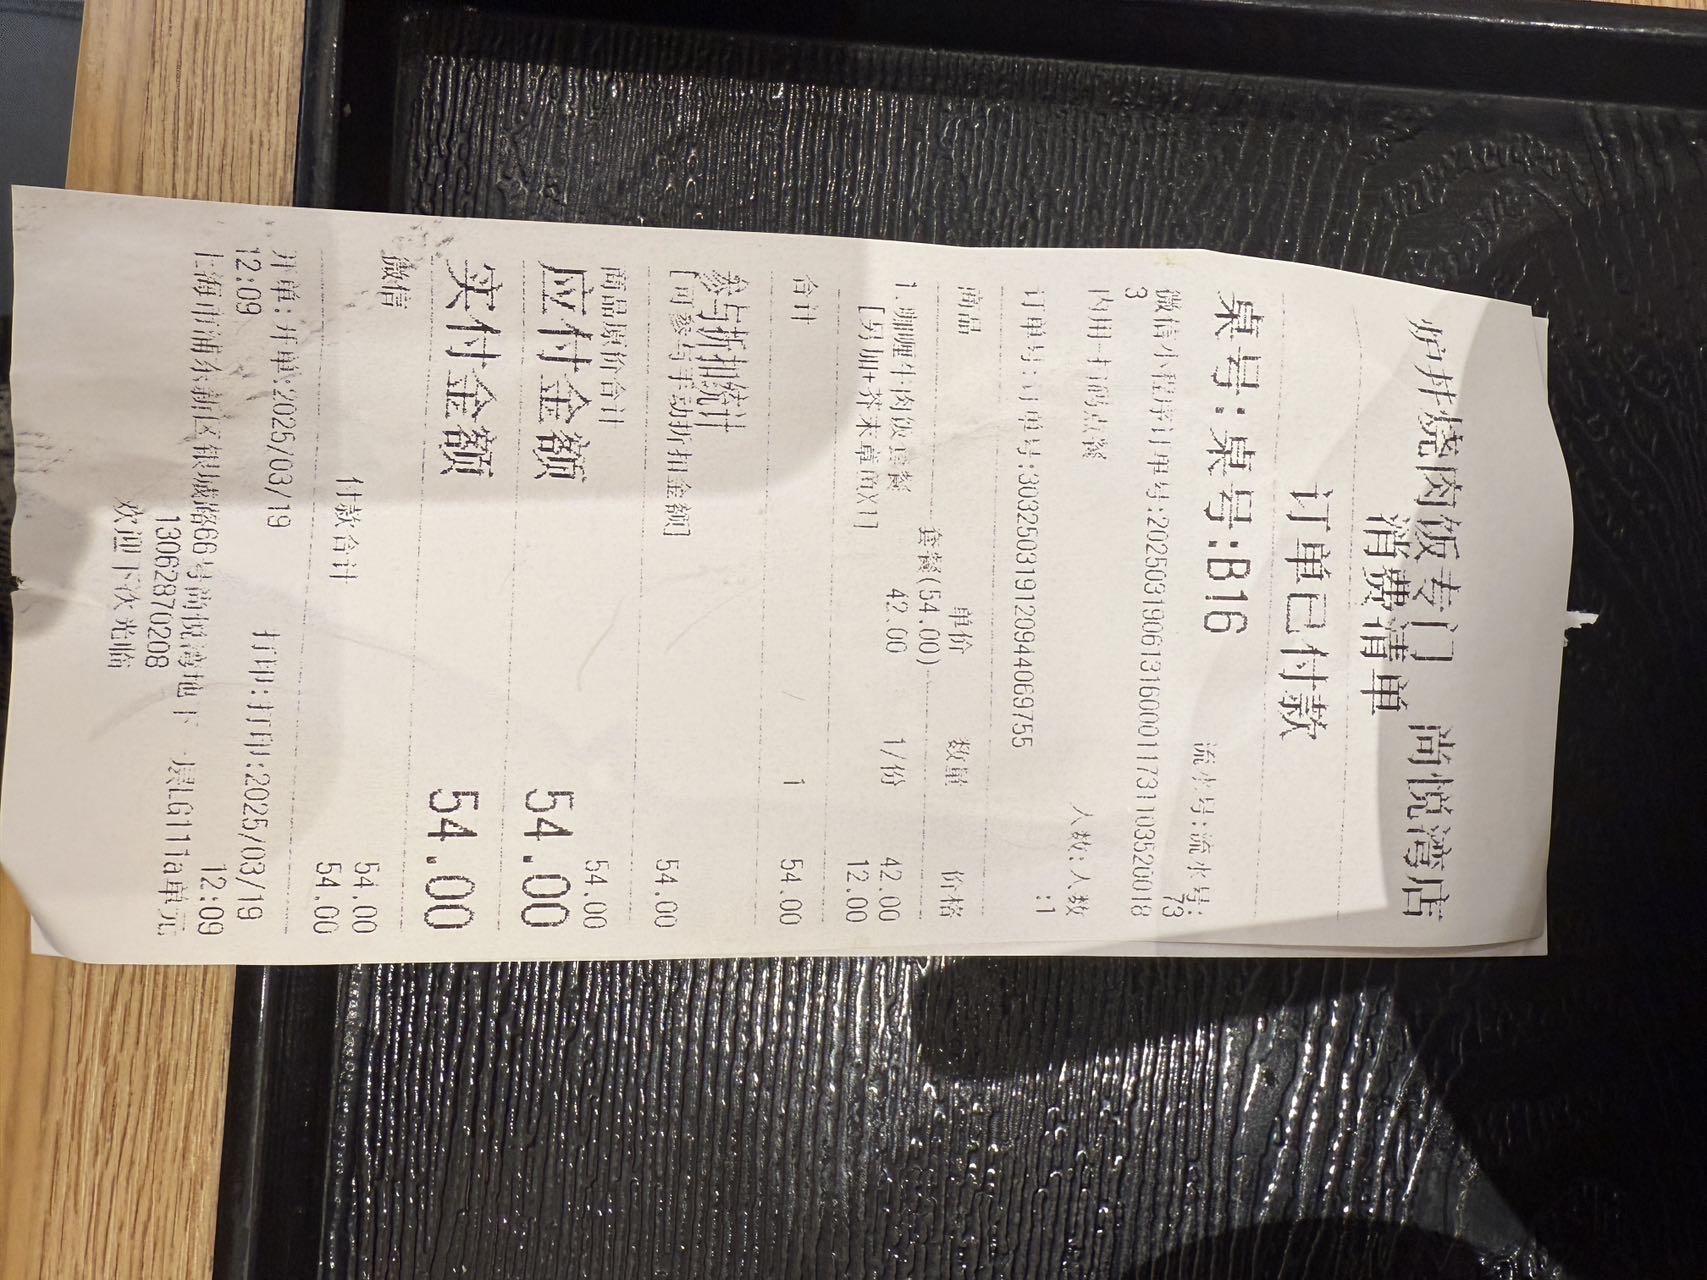 炉丼烧肉饭专门 尚悦湾店
消费清单
订单已付款
桌号:桌号:B16
流水号:流水号:
73
微信小程序订单号:20250319061316000117311035200183
内用-扫码点餐
人数:人数:1
订单号:订单号:303250319120944069755
商品 单价 数量 价格
套餐(54.00)
1.咖喱牛肉饭套餐 42.00 1/份 42.00
[另加+芥末章鱼X1] 12.00
合计 1 54.00
参与折扣统计
[可参与手动折扣金额] 54.00
商品原价合计 54.00
应付金额 54.00
实付金额 54.00
微信 54.00
付款合计 54.00
开单:开单:2025/03/19 12:09
打印:打印:2025/03/19 12:09
上海市浦东新区银城路66号尚悦湾地下一层LG111a单元
13062870208
欢迎下次光临